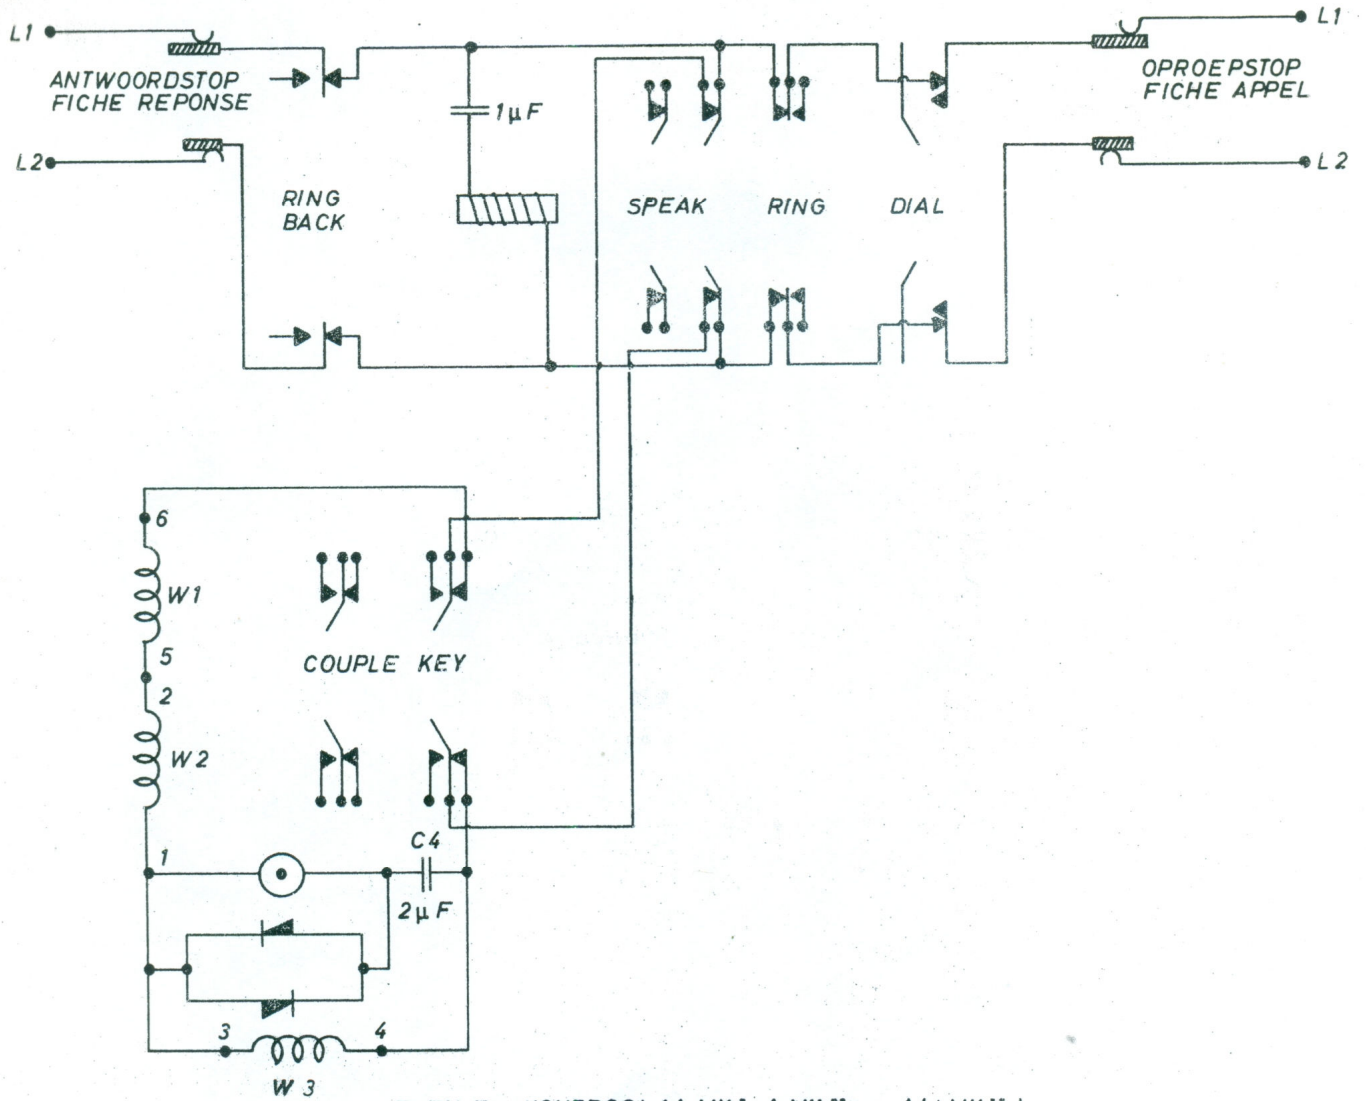 L1
L1
ANTWOORDSTOP
FICHE REPONSE
OPROEPSTOP
FICHE APPEL
1µF
L2
L2
RING
BACK
SPEAK
RING
DIAL
6
W1
5
COUPLE KEY
2
W2
C4
1
2µF
3
4
W3